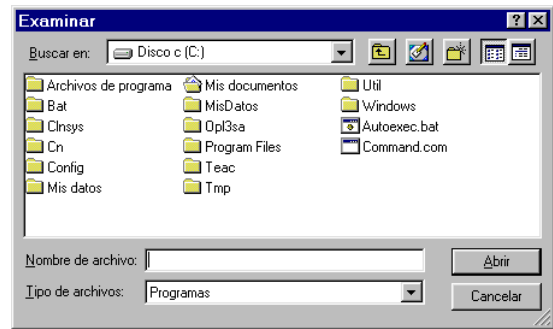 Examinar
Buscar en: Disco c (C:)
Archivos de programa Mis documentos Util
Bat MisDatos Windows
Clnsys Opl3sa Autoexec.bat
Cn Program Files Command.com
Config Teac
Mis datos Tmp
Nombre de archivo: Abrir
Tipo de archivos: Programas Cancelar